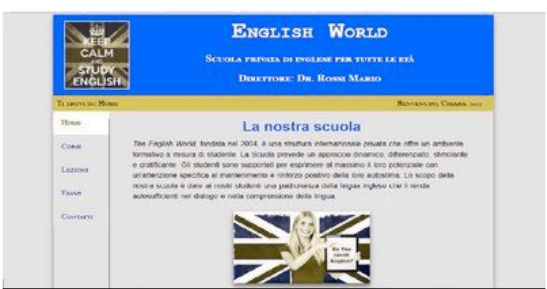 KEEP
CALM
AND
STUDY
ENGLISH
ENGLISH WORLD
SCUOLA PRIVATA DI INGLESE PER TUTTE LE ETÀ
DIRETTORE: DR. ROSSI MARIO
TI TROVI IN: HOME
BENVENUTO, CHIARA.
HOME
CORSI
LEZIONI
ESAMI
CONTATTI
La nostra scuola
The English World, fondata nel 2004, è una struttura internazionale privata che offre un ambiente
formativo a misura di studente. La Scuola prevede un approccio dinamico, differenziato, stimolante
e gratificante. Gli studenti sono supportati per esprimere al massimo il loro potenziale con
un'attenzione specifica al mantenimento e rinforzo positivo della loro autostima. Lo scopo della
nostra scuola è dare ai nostri studenti una padronanza della lingua inglese che li renda
autosufficienti nel dialogo e nella comprensione della lingua.
Do You
speak
English?